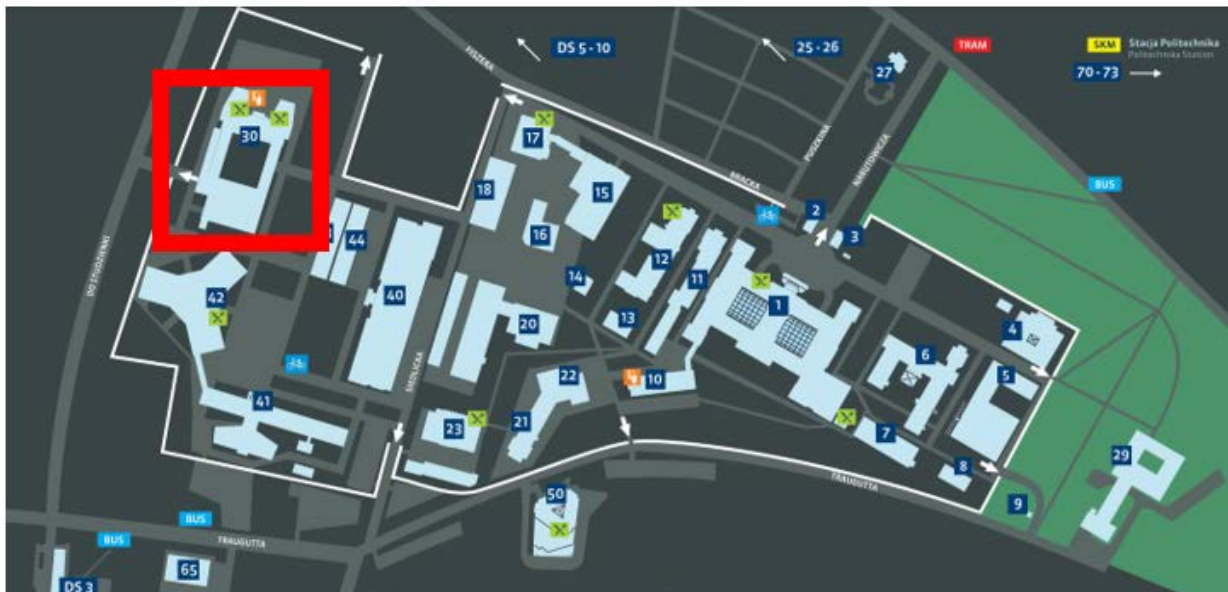 DS 5 - 10
25 - 26
TRAM
SKM
Stacja Politechnika
Politechnika Station
70 - 73
FISZERA
27
30
17
18
15
PUSZKINA
NARUTOWICZA
BRACKA
BUS
2
3
16
44
12
11
14
40
42
DO STUDZIENKI
13
1
20
4
6
5
SIEDLICKA
22
10
41
23
21
7
8
29
TRAUGUTTA
50
9
BUS
BUS
TRAUGUTTA
65
DS 3